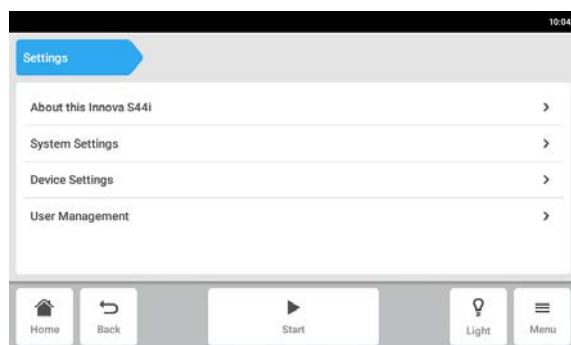 10:04
Settings
About this Innova S44i
System Settings
Device Settings
User Management
Home
Back
Start
Light
Menu